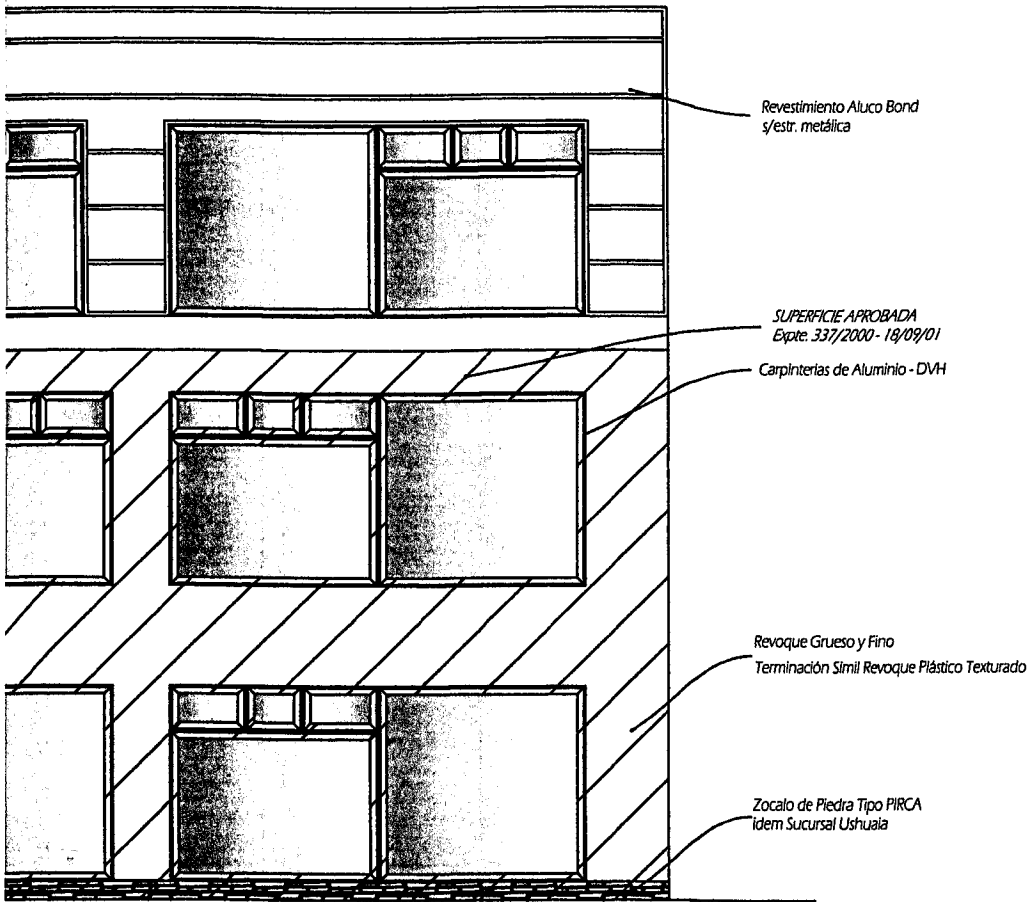 Revestimiento Aluco Bond
s/estr. metálica
SUPERFICIE APROBADA
Expte. 337/2000 - 18/09/01
Carpinterías de Aluminio - DVH
Revoque Grueso y Fino
Terminación Simil Revoque Plástico Texturado
Zocalo de Piedra Tipo PIRCA
idem Sucursal Ushuaia